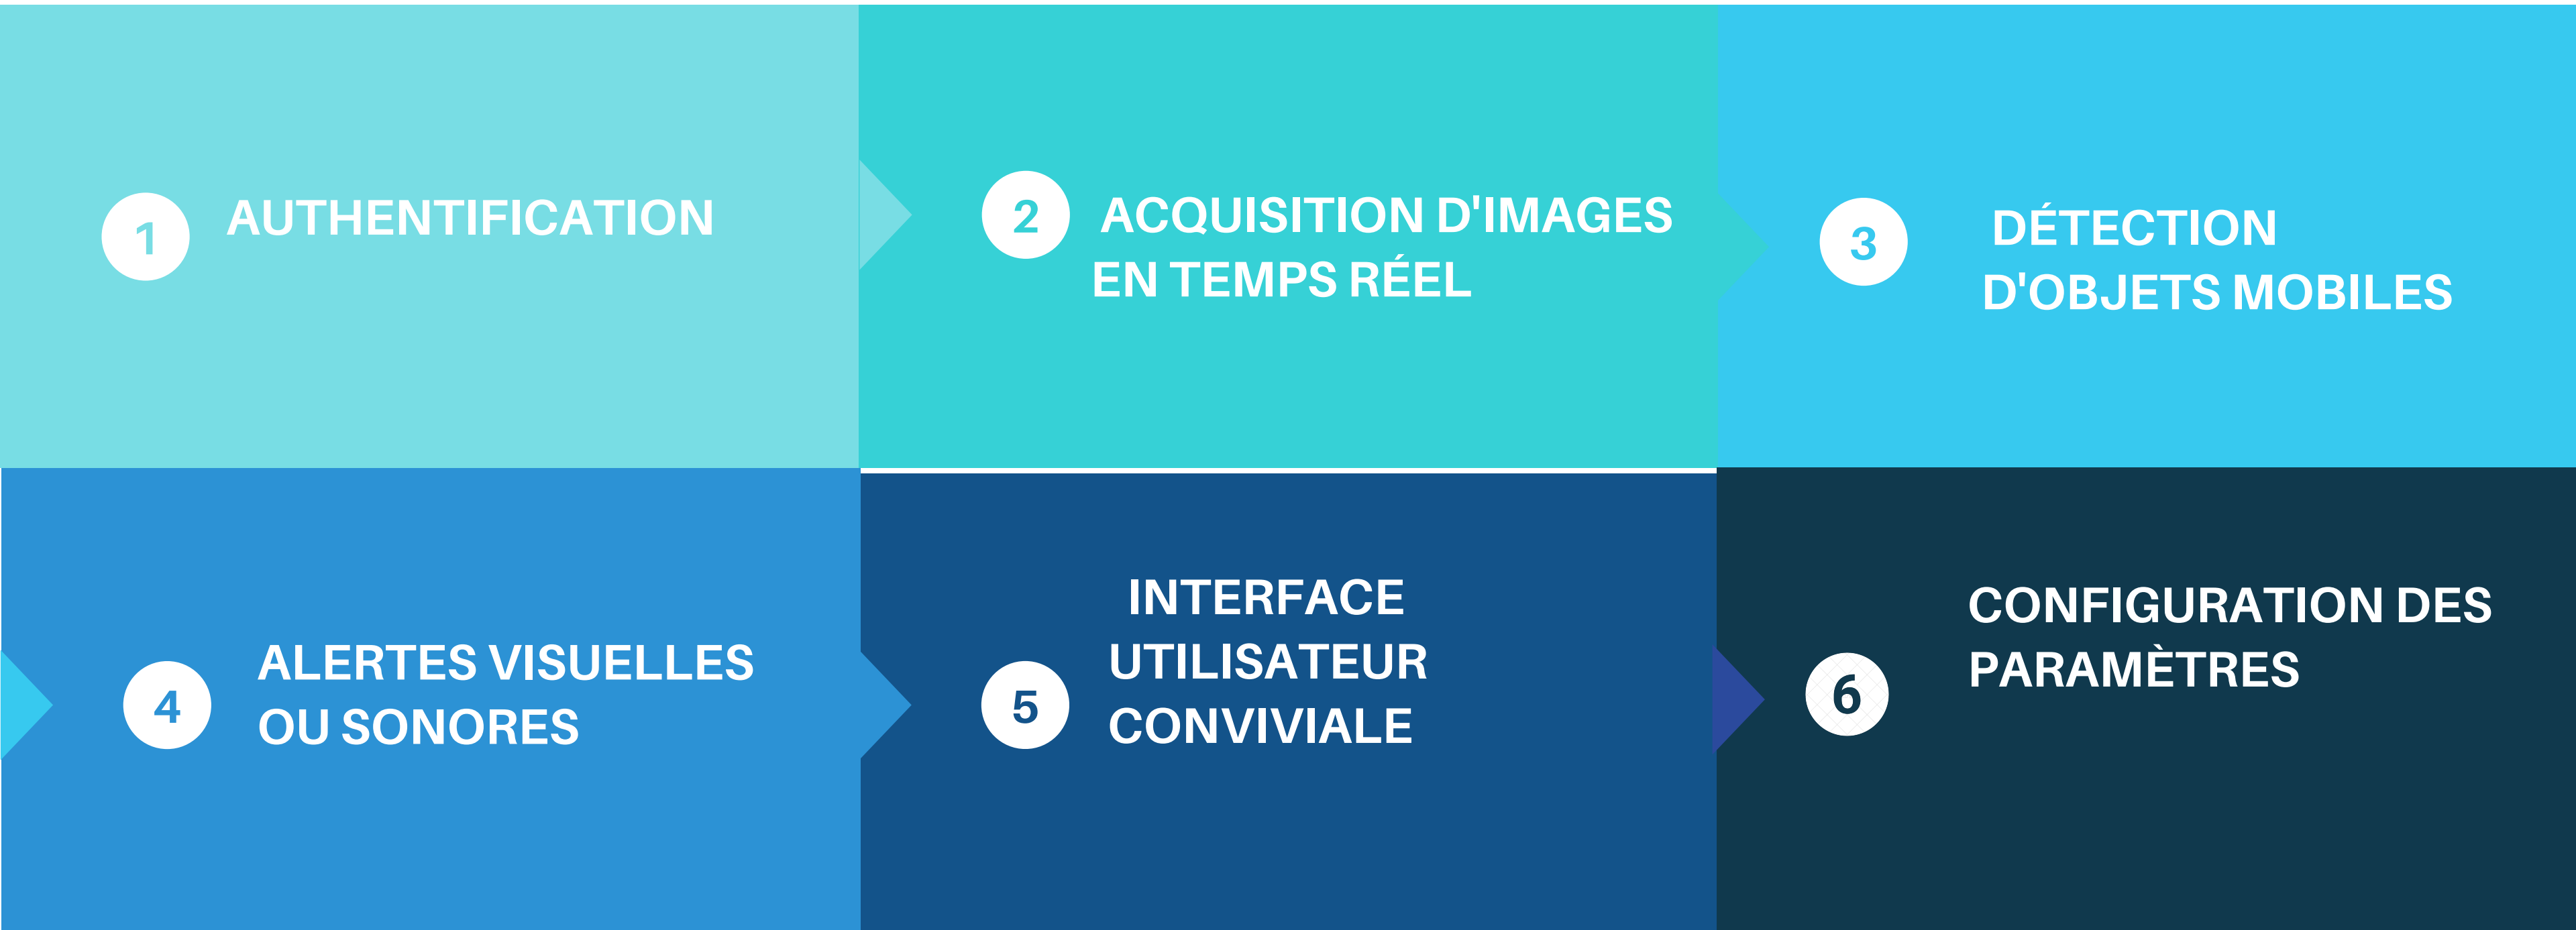 1
AUTHENTIFICATION
2
ACQUISITION D'IMAGES
EN TEMPS RÉEL
3
DÉTECTION
D'OBJETS MOBILES
4
ALERTES VISUELLES
OU SONORES
5
INTERFACE
UTILISATEUR
CONVIVIALE
6
CONFIGURATION DES
PARAMÈTRES